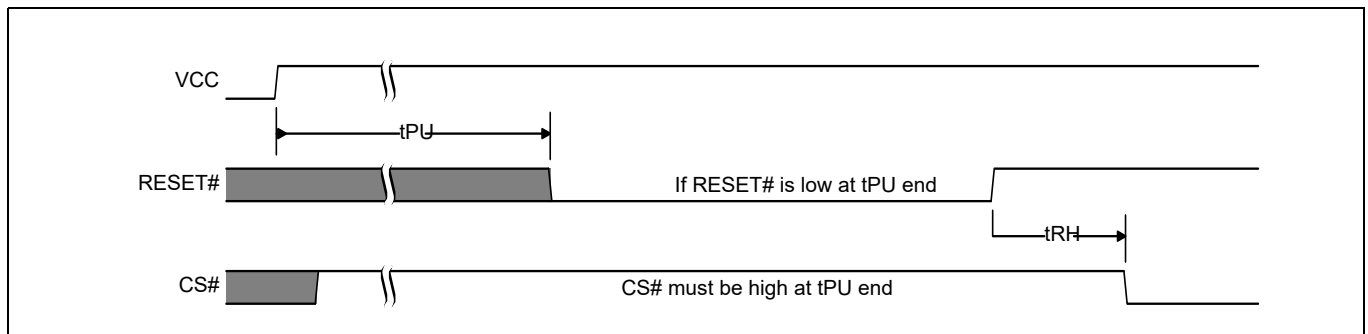 VCC
tPU
RESET#
If RESET# is low at tPU end
tRH
CS#
CS# must be high at tPU end